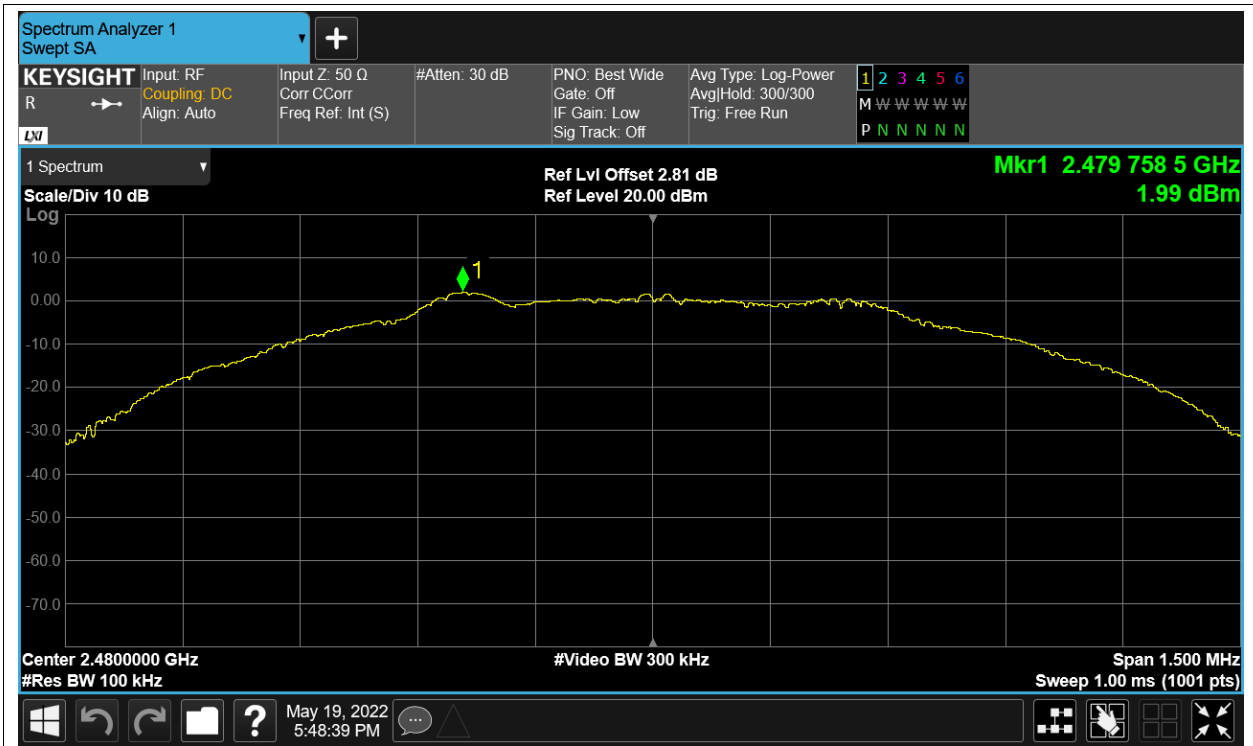 Spectrum Analyzer 1
Swept SA
KEYSIGHT
R
LXI
Input: RF
Coupling: DC
Align: Auto
Input Z: 50 Ω
Corr CCorr
Freq Ref: Int (S)
#Atten: 30 dB
PNO: Best Wide
Gate: Off
IF Gain: Low
Sig Track: Off
Avg Type: Log-Power
Avg|Hold: 300/300
Trig: Free Run
1 2 3 4 5 6
M W W W W W W
P N N N N N N
1 Spectrum
Scale/Div 10 dB
Log
Ref Lvl Offset 2.81 dB
Ref Level 20.00 dBm
Mkr1 2.479 758 5 GHz
1.99 dBm
1
10.0
0.00
-10.0
-20.0
-30.0
-40.0
-50.0
-60.0
-70.0
Center 2.4800000 GHz
#Res BW 100 kHz
#Video BW 300 kHz
Span 1.500 MHz
Sweep 1.00 ms (1001 pts)
?
May 19, 2022
5:48:39 PM